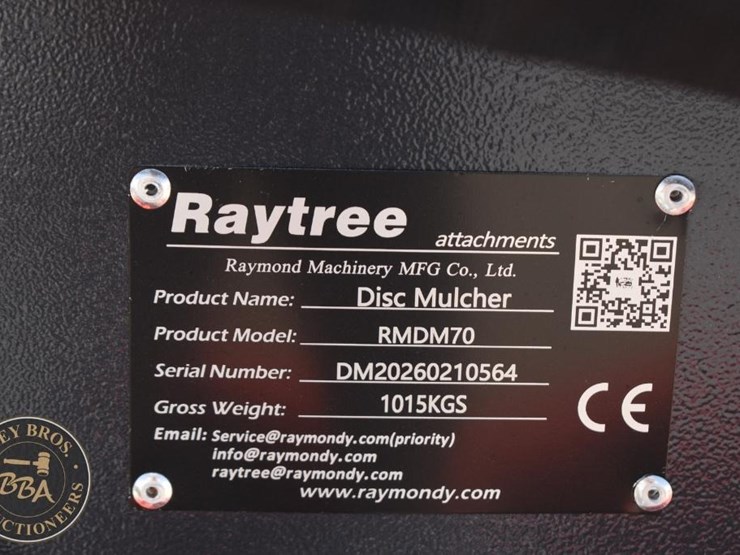 Raytree attachments
Raymond Machinery MFG Co., Ltd.
Product Name: Disc Mulcher
Product Model: RMDM70
Serial Number: DM20260210564
Gross Weight: 1015KGS
Email: Service@raymondy.com(priority)
info@raymondy.com
raytree@raymondy.com
www.raymondy.com
CE
BROS.
BBA